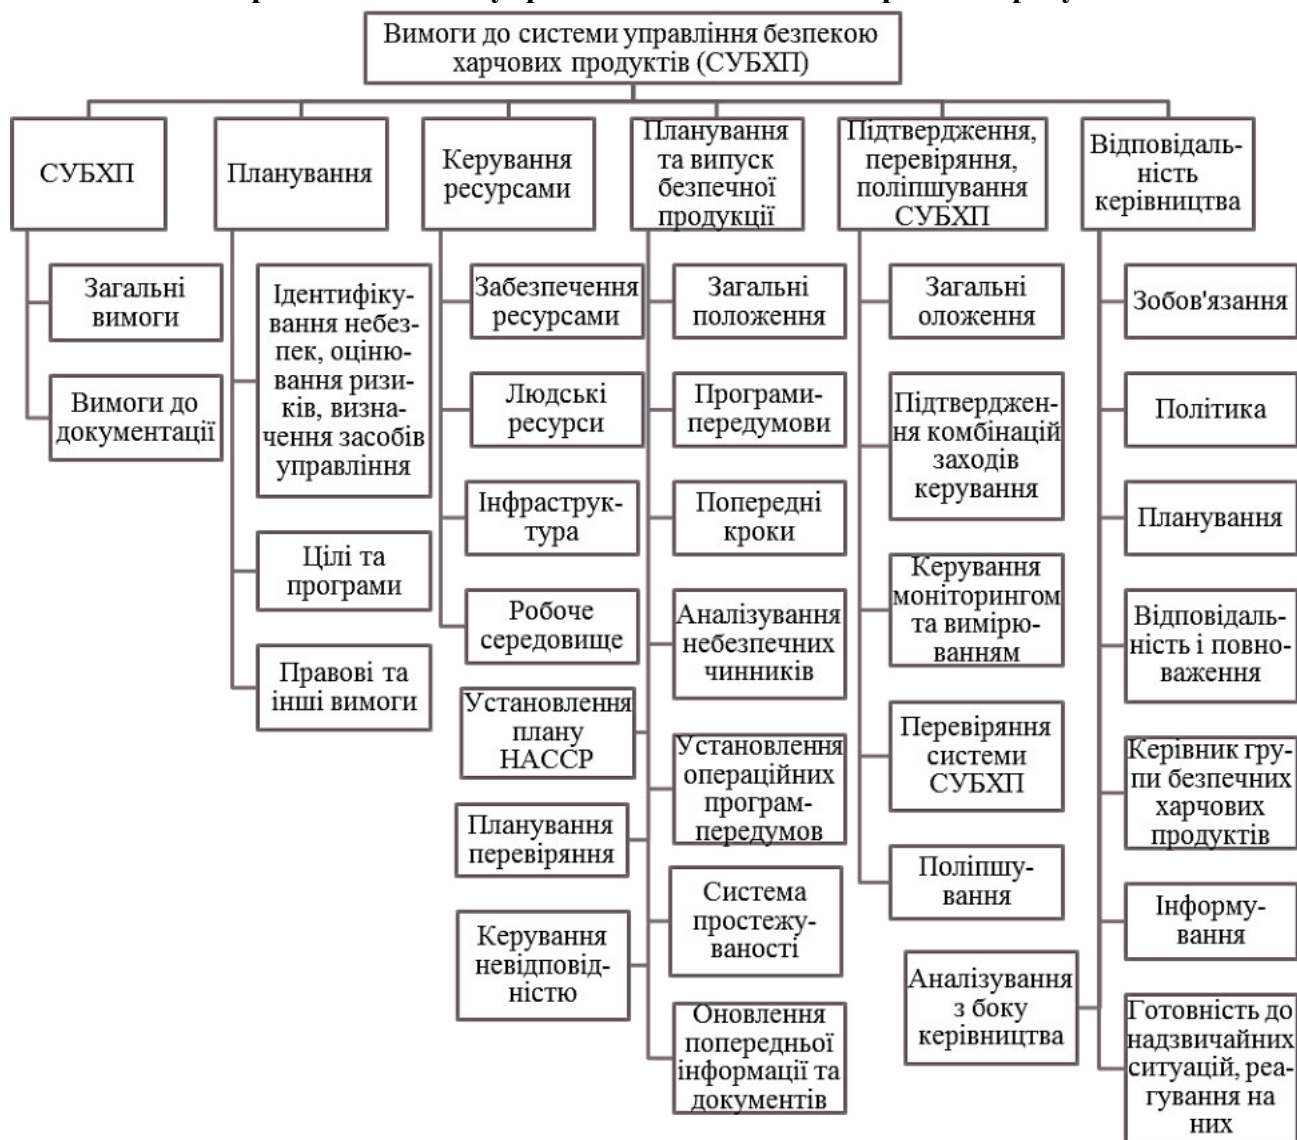 Вимоги до системи управління безпекою
харчових продуктів (СУБХП)
СУБХП
Загальні
вимоги
Вимоги до
документації
Планування
Ідентифіку-
вання небез-
пек, оціню-
вання ризи-
ків, визна-
чення засобів
управління
Цілі та
програми
Правові та
інші вимоги
Керування
ресурсами
Забезпечення
ресурсами
Людські
ресурси
Інфраструк-
тура
Робоче
середовище
Планування
та випуск
безпечної
продукції
Загальні
положення
Програми-
передумови
Попередні
кроки
Аналізування
небезпечних
чинників
Установлення
плану
НАССР
Установлення
операційних
програм-
передумов
Планування
перевіряння
Система
простежу-
ваності
Керування
невідповід-
ністю
Оновлення
попередньої
інформації та
документів
Підтвердження,
перевіряння,
поліпшування
СУБХП
Загальні
оложення
Підтверджен-
ня комбінацій
заходів
керування
Керування
моніторингом
та вимірю-
ванням
Перевіряння
системи
СУБХП
Поліпшу-
вання
Відповідаль-
ність
керівництва
Зобов'язання
Політика
Планування
Відповідаль-
ність і повно-
важення
Керівник гру-
пи безпечних
харчових
продуктів
Інформу-
вання
Аналізування
з боку
керівництва
Готовність до
надзвичайних
ситуацій, реа-
гування на
них